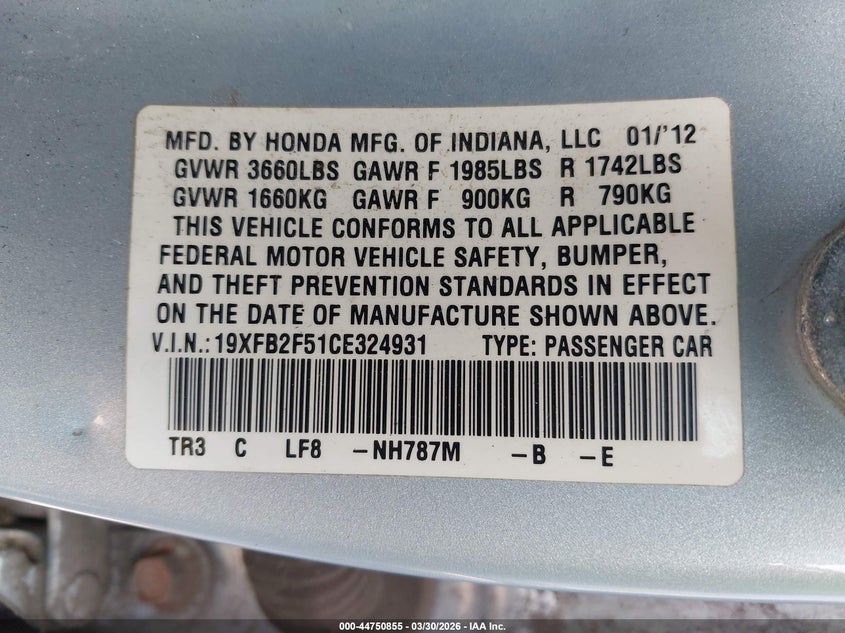 MFD. BY HONDA MFG. OF INDIANA, LLC 01/'12
GVWR 3660LBS GAWR F 1985LBS R 1742LBS
GVWR 1660KG GAWR F 900KG R 790KG
THIS VEHICLE CONFORMS TO ALL APPLICABLE
FEDERAL MOTOR VEHICLE SAFETY, BUMPER,
AND THEFT PREVENTION STANDARDS IN EFFECT
ON THE DATE OF MANUFACTURE SHOWN ABOVE.
V.I.N.:19XFB2F51CE324931 TYPE: PASSENGER CAR
TR3 C LF8 -NH787M -B -E
000-44750855 — 03/30/2026 — IAA Inc.